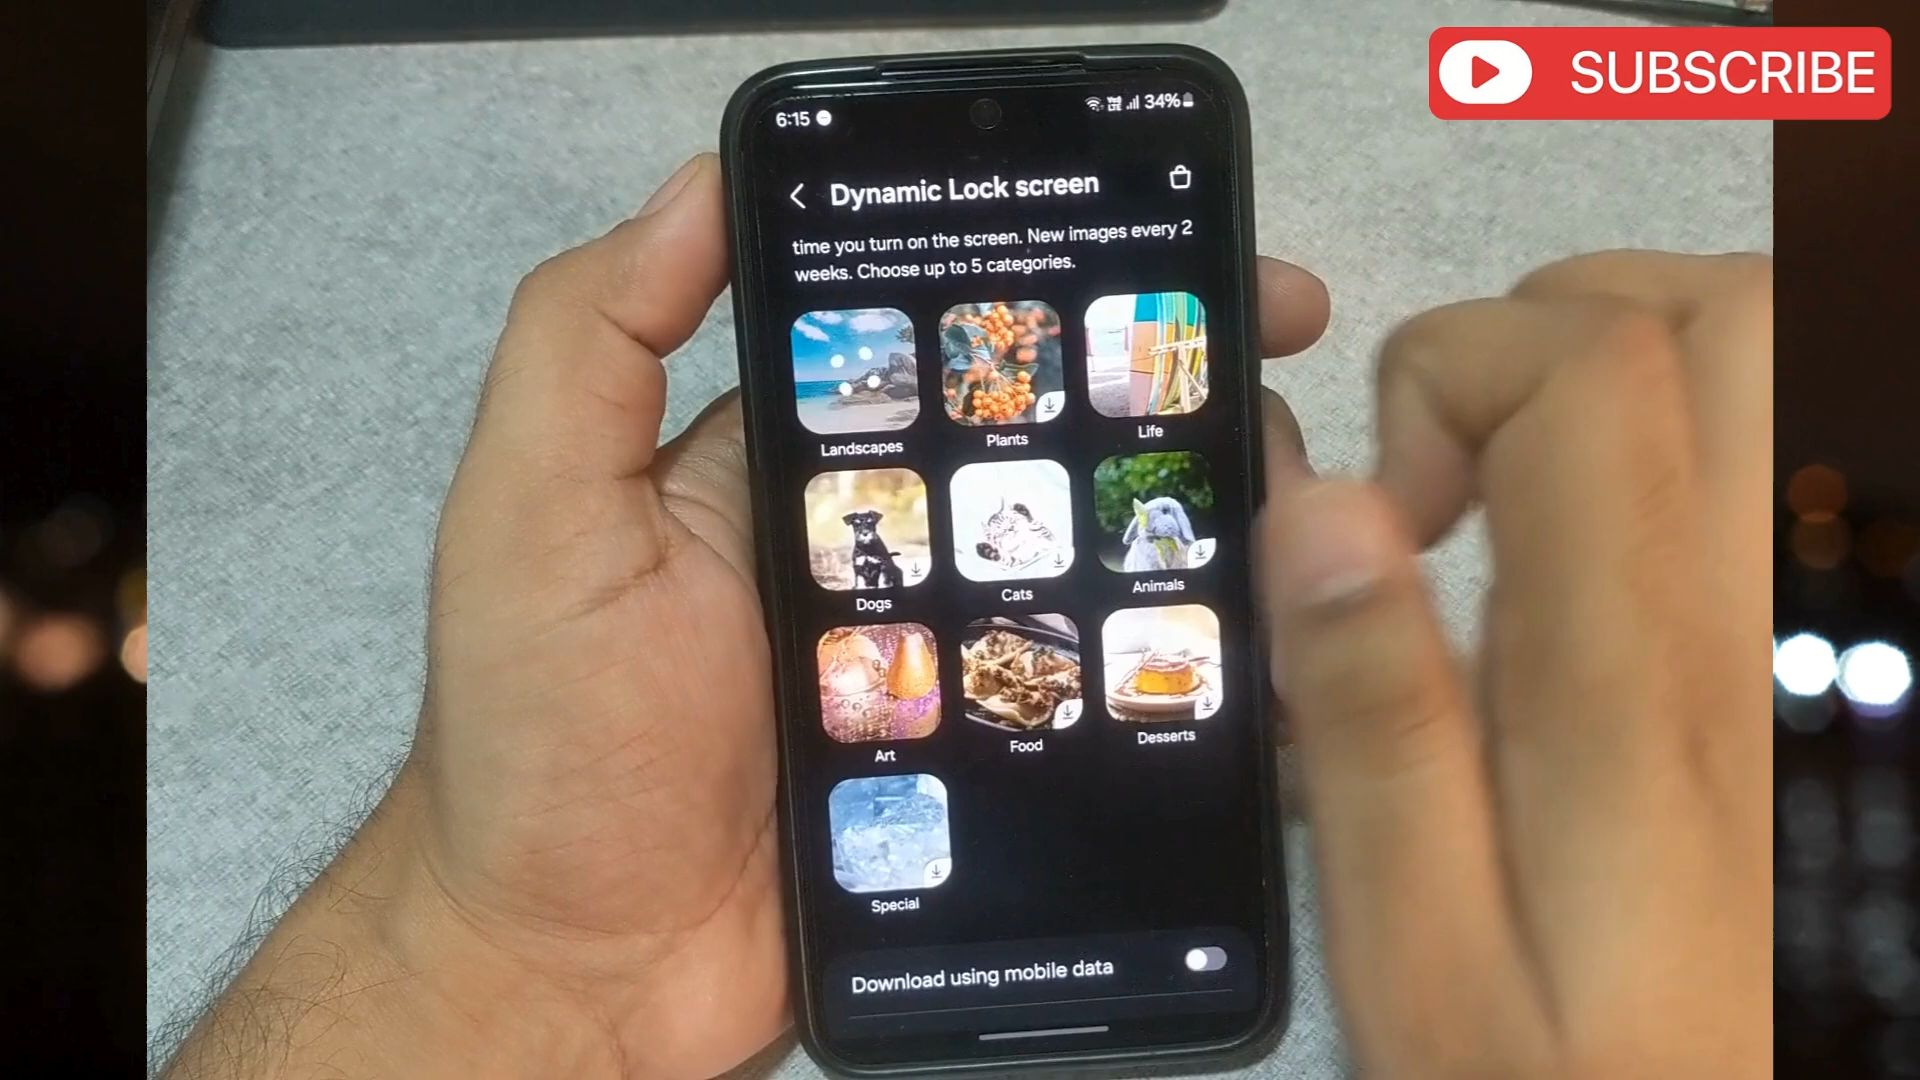 SUBSCRIBE
6:15
34%
Dynamic Lock screen
time you turn on the screen. New images every 2
weeks. Choose up to 5 categories.
Landscapes
Plants
Life
Dogs
Cats
Animals
Art
Food
Desserts
Special
Download using mobile data